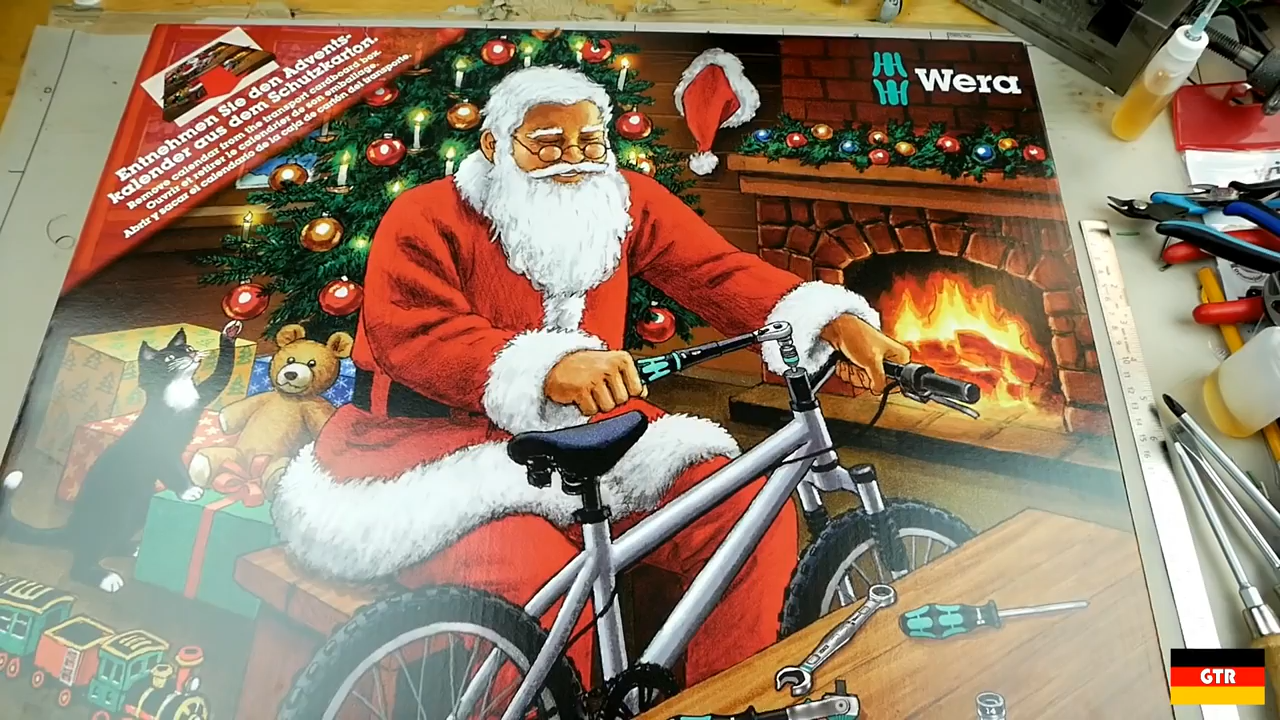 Entnehmen Sie den Advents-
kalender aus dem Schutzkarton.
Remove calendar from the transport cardboard box.
Ouvrir et retirer le calendrier de son emballage.
Abrir y sacar el calendario de la caja de cartón del transporte.
Wera
14
GTR